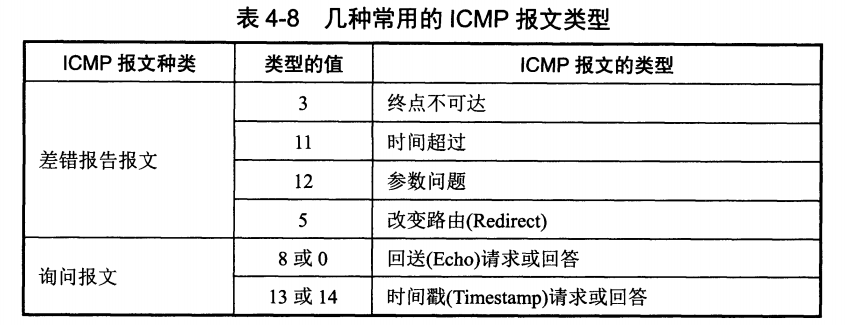 表 4-8 几种常用的 ICMP 报文类型
ICMP 报文种类 类型的值 ICMP 报文的类型
差错报告报文
3 终点不可达
11 时间超过
12 参数问题
5 改变路由(Redirect)
询问报文
8 或 0 回送(Echo)请求或回答
13 或 14 时间戳(Timestamp)请求或回答